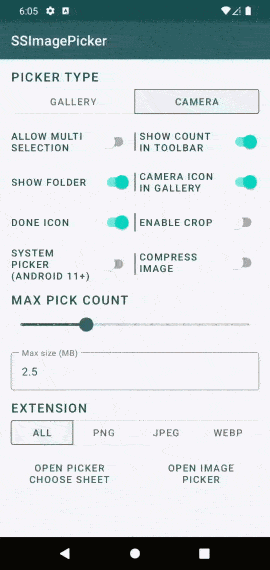 6:05
SSImagePicker
PICKER TYPE
GALLERY
CAMERA
ALLOW MULTI
SELECTION
SHOW COUNT
IN TOOLBAR
SHOW FOLDER
CAMERA ICON
IN GALLERY
DONE ICON
ENABLE CROP
SYSTEM
PICKER
(ANDROID 11+)
COMPRESS
IMAGE
MAX PICK COUNT
Max size (MB)
2.5
EXTENSION
ALL
PNG
JPEG
WEBP
OPEN PICKER
CHOOSE SHEET
OPEN IMAGE
PICKER